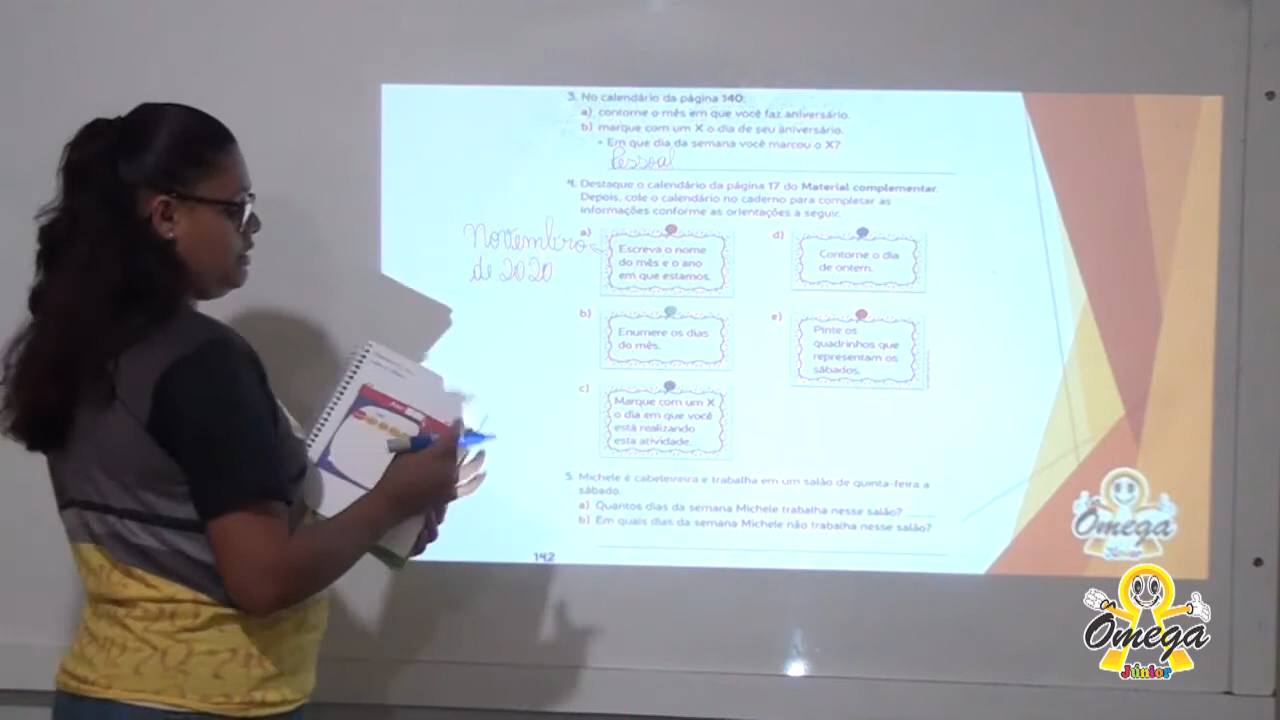 3. No calendário da página 140:
a) contorne o mês em que você faz aniversário.
b) marque com um X o dia de seu aniversário.
• Em que dia da semana você marcou o X?
Pessoal
4. Destaque o calendário da página 17 do Material complementar.
Depois, cole o calendário no caderno para completar as
informações conforme as orientações a seguir.
Novembro
de 2020
a)
Escreva o nome
do mês e o ano
em que estamos.
d)
Contorne o dia
de ontem.
b)
Enumere os dias
do mês.
e)
Pinte os
quadrinhos que
representam os
sábados.
c)
Marque com um X
o dia em que você
está realizando
esta atividade.
5. Michele é cabeleireira e trabalha em um salão de quinta-feira a
sábado.
a) Quantos dias da semana Michele trabalha nesse salão?
b) Em quais dias da semana Michele não trabalha nesse salão?
142
Ômega
Júnior
Ômega
Júnior